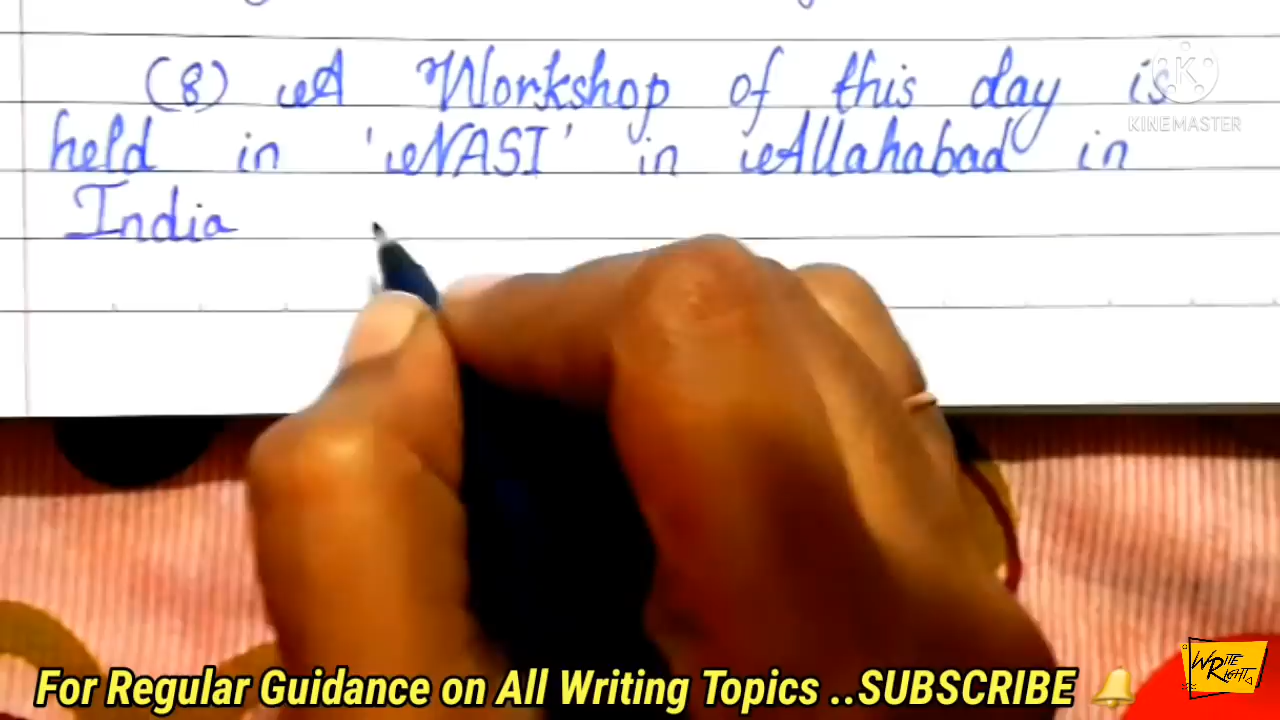 (8) A Workshop of this day is
held in 'NASI' in Allahabad in
India
KINEMASTER
For Regular Guidance on All Writing Topics ..SUBSCRIBE
WRITE
RIGHT